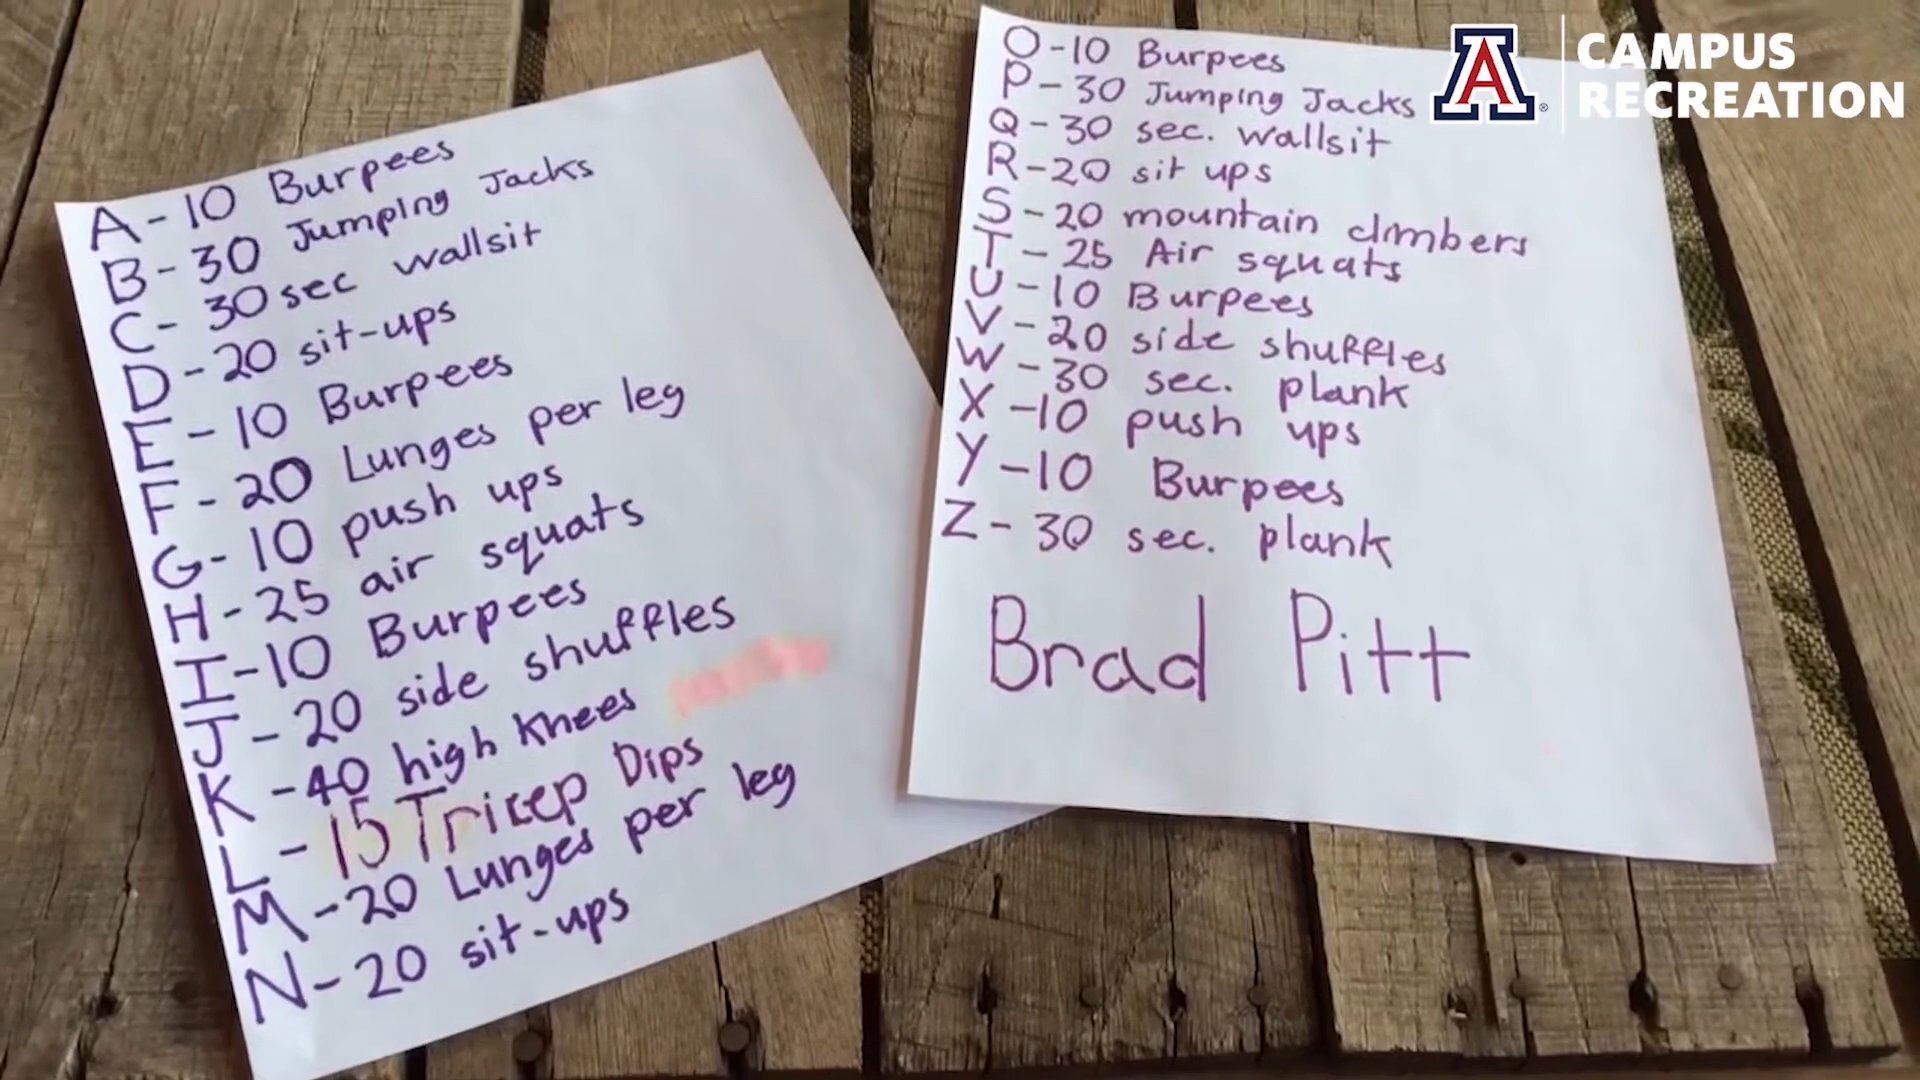 A - 10 Burpees
B - 30 Jumping Jacks
C - 30 sec wallsit
D - 20 sit-ups
E - 10 Burpees
F - 20 Lunges per leg
G - 10 push ups
H - 25 air squats
I - 10 Burpees
J - 20 side shuffles
K - 40 high knees
L - 15 Tricep Dips
M - 20 Lunges per leg
N - 20 sit-ups
O - 10 Burpees
P - 30 Jumping Jacks
Q - 30 sec. wallsit
R - 20 sit ups
S - 20 mountain climbers
T - 25 Air squats
U - 10 Burpees
V - 20 side shuffles
W - 30 sec. plank
X - 10 push ups
Y - 10 Burpees
Z - 30 sec. plank
Brad Pitt
A® CAMPUS
RECREATION